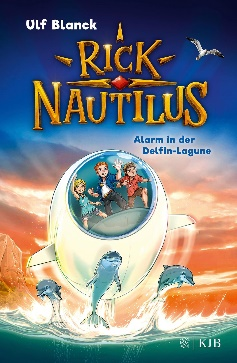 Ulf Blanck
RICK
NAUTILUS
Alarm in der
Delfin-Lagune
KJB